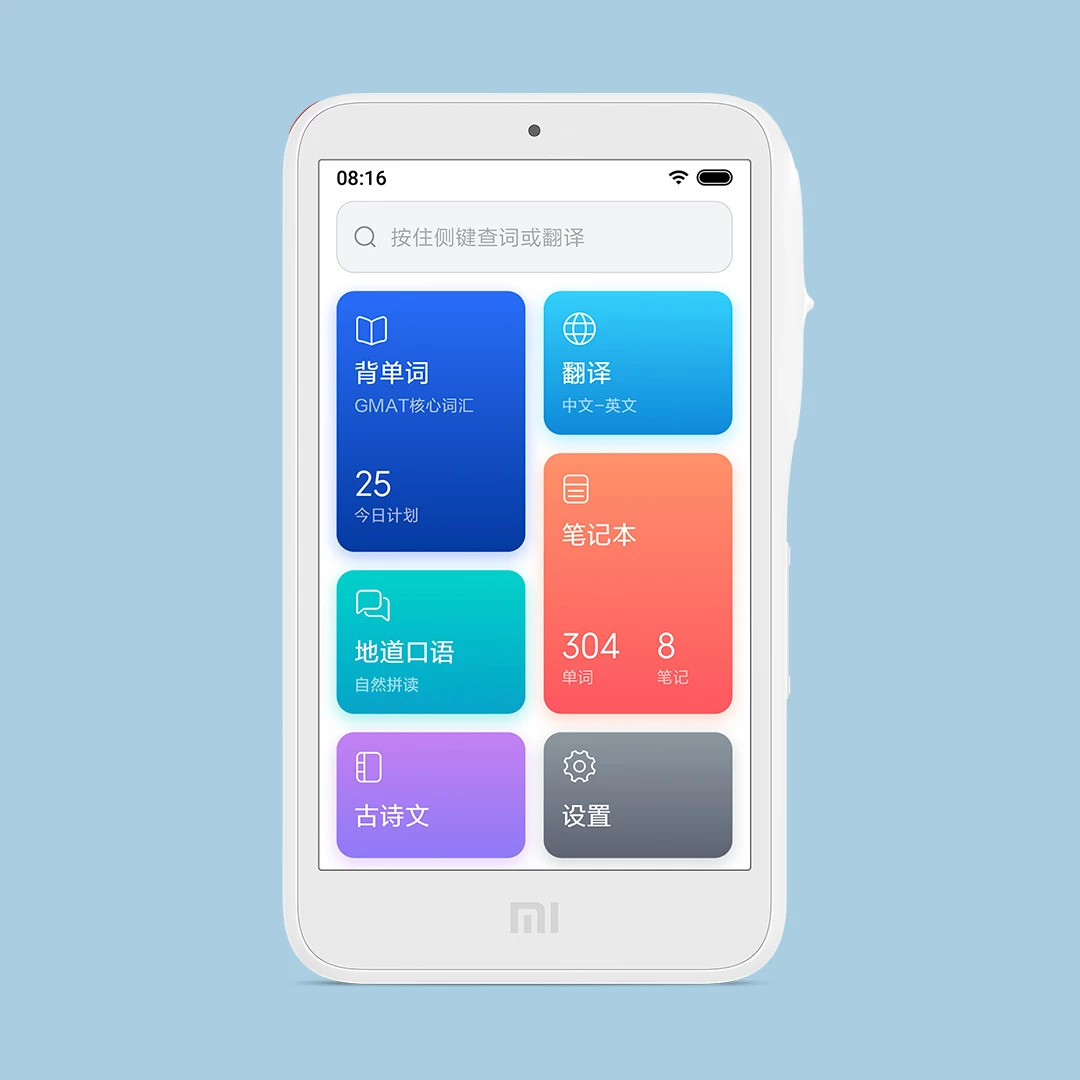 08:16
按住侧键查词或翻译
背单词
GMAT核心词汇
25
今日计划
翻译
中文-英文
笔记本
304 8
单词 笔记
地道口语
自然拼读
古诗文
设置
MI